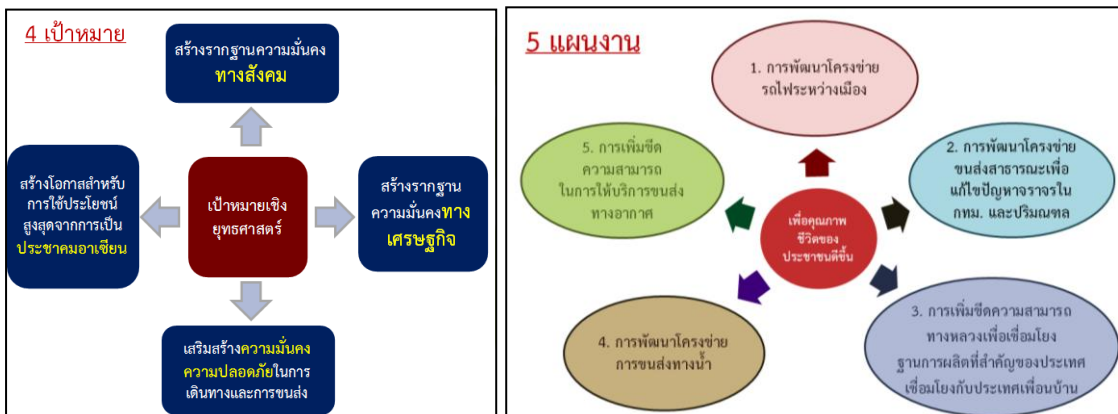 4 เป้าหมาย
สร้างรากฐานความมั่นคง
ทางสังคม
สร้างโอกาสสำหรับ
การใช้ประโยชน์
สูงสุดจากการเป็น
ประชาคมอาเซียน
เป้าหมายเชิง
ยุทธศาสตร์
สร้างรากฐาน
ความมั่นคงทาง
เศรษฐกิจ
เสริมสร้างความมั่นคง
ความปลอดภัยในการ
เดินทางและการขนส่ง
5 แผนงาน
1. การพัฒนาโครงข่าย
รถไฟระหว่างเมือง
2. การพัฒนาโครงข่าย
ขนส่งสาธารณะเพื่อ
แก้ไขปัญหาจราจรใน
กทม. และปริมณฑล
3. การเพิ่มขีดความสามารถ
ทางหลวงเพื่อเชื่อมโยง
ฐานการผลิตที่สำคัญของประเทศ
เชื่อมโยงกับประเทศเพื่อนบ้าน
4. การพัฒนาโครงข่าย
การขนส่งทางน้ำ
5. การเพิ่มขีด
ความสามารถ
ในการให้บริการขนส่ง
ทางอากาศ
เพื่อคุณภาพ
ชีวิตของ
ประชาชนดีขึ้น